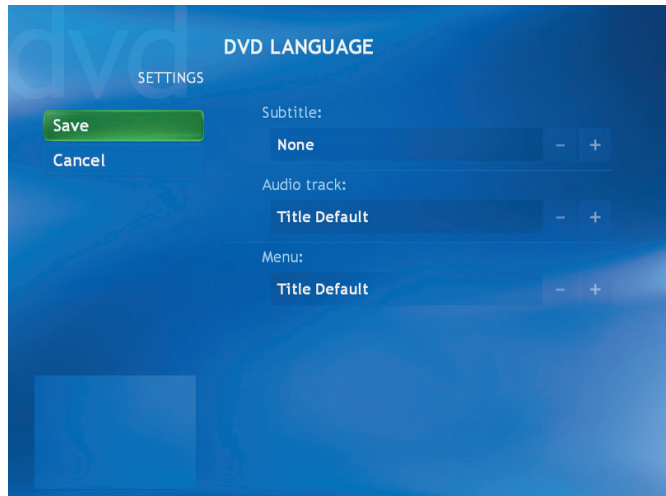 dvd
DVD LANGUAGE
SETTINGS
Save
Cancel
Subtitle:
None - +
Audio track:
Title Default - +
Menu:
Title Default - +